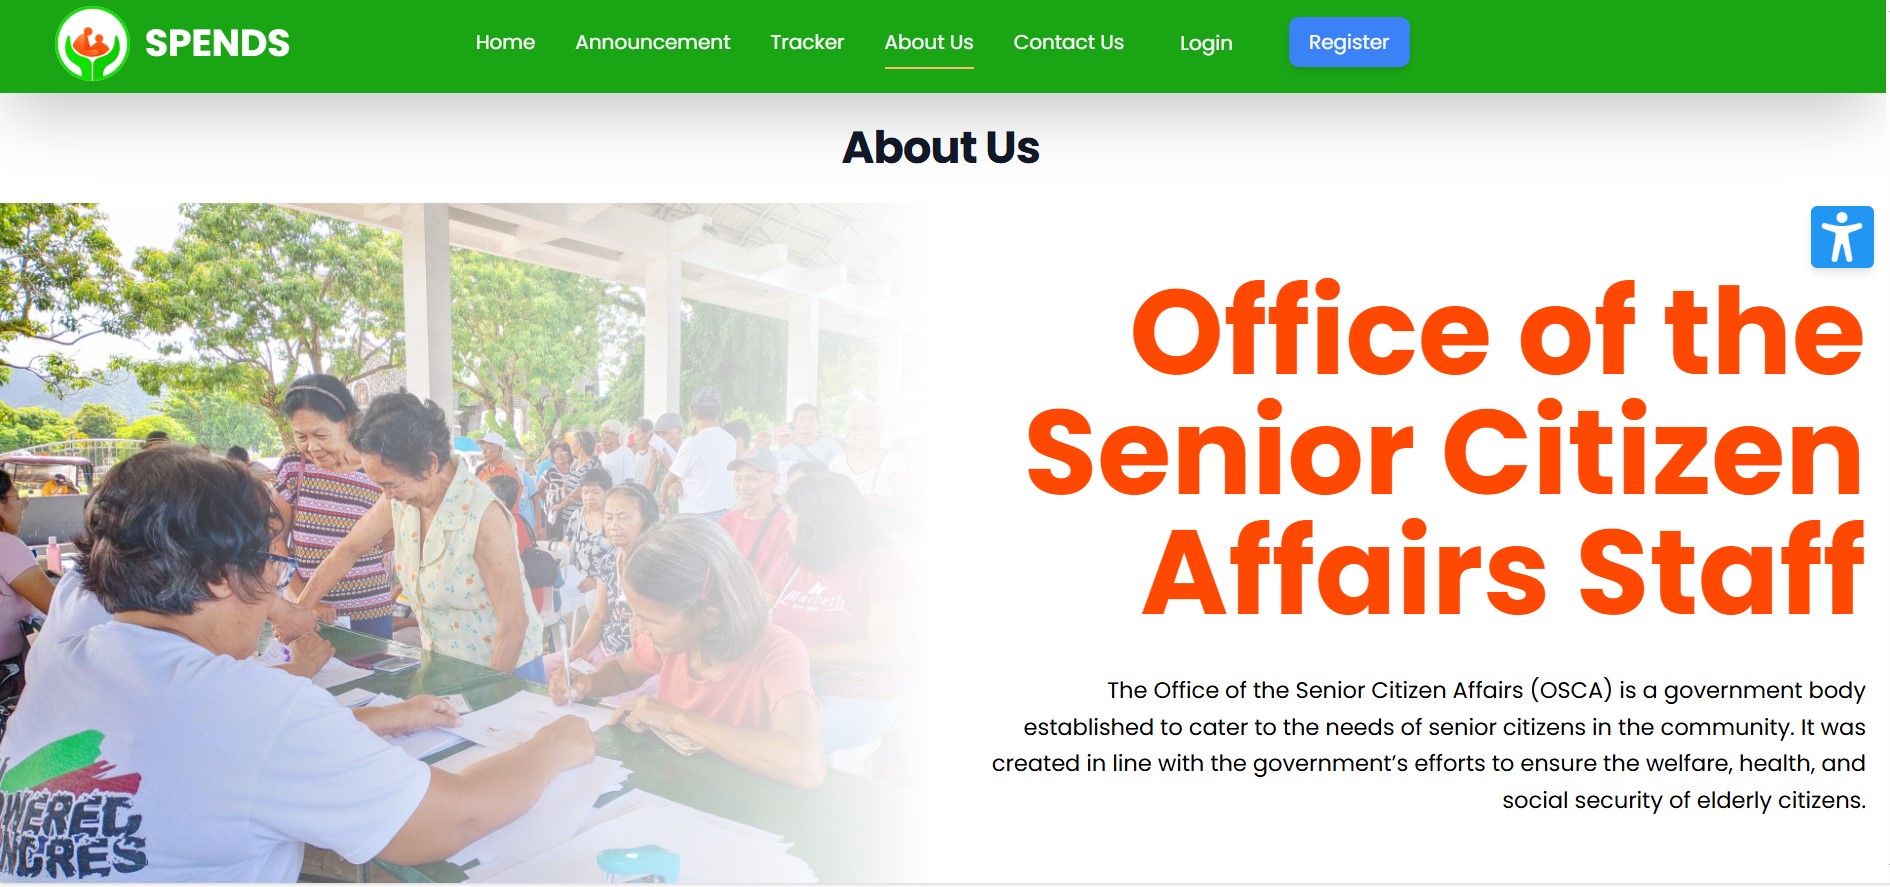 SPENDS
Home Announcement Tracker About Us Contact Us Login Register
About Us
Office of the
Senior Citizen
Affairs Staff
The Office of the Senior Citizen Affairs (OSCA) is a government body
established to cater to the needs of senior citizens in the community. It was
created in line with the government’s efforts to ensure the welfare, health, and
social security of elderly citizens.